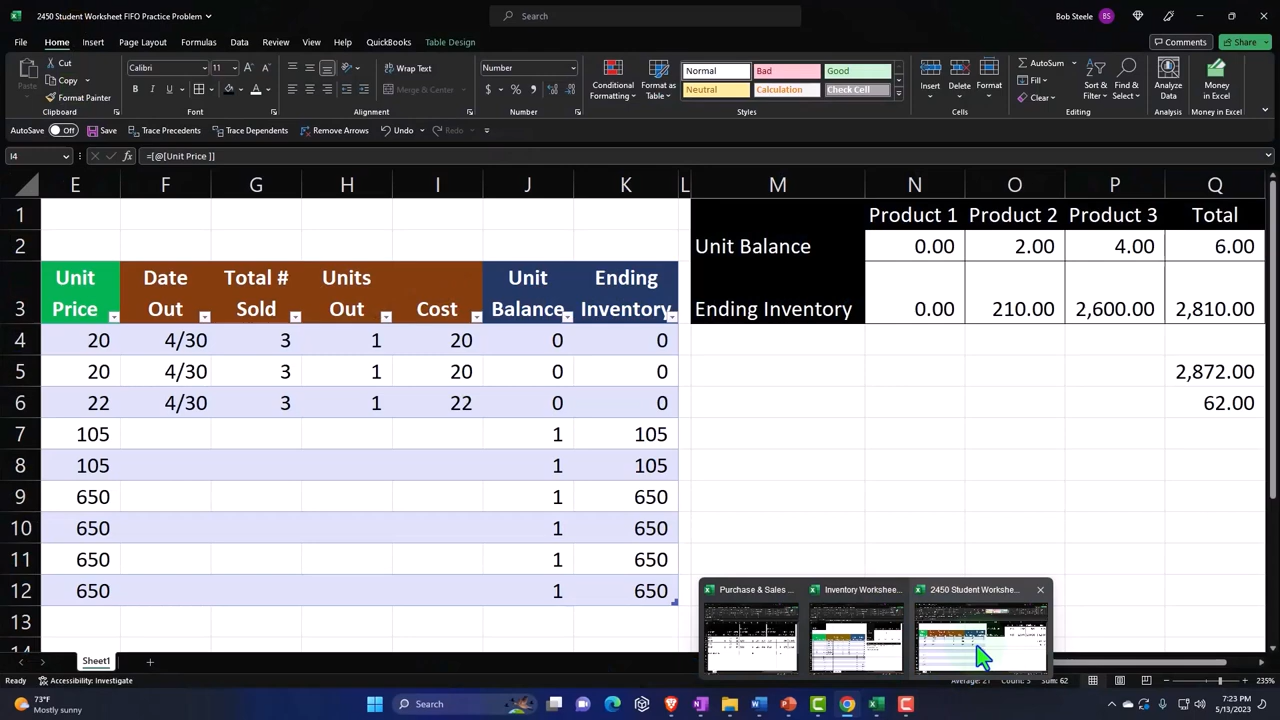 2450 Student Worksheet FIFO Practice Problem
Search
Bob Steele BS
File Home Insert Page Layout Formulas Data Review View Help QuickBooks Table Design
Comments Share
Cut
Copy
Format Painter
Paste
Clipboard
Calibri 11
Font
Wrap Text
Merge & Center
Alignment
Number
Number
Conditional Formatting
Format as Table
Normal Bad Good
Neutral Calculation Check Cell
Styles
Insert Delete Format
Cells
AutoSum
Fill
Clear
Sort & Filter
Find & Select
Editing
Analyze Data
Analysis
Money in Excel
Money in Excel
AutoSave Off Save Trace Precedents Trace Dependents Remove Arrows Undo Redo
I4 fx =[@[Unit Price ]]
E F G H I J K L M N O P Q
1 Product 1 Product 2 Product 3 Total
2 Unit Balance 0.00 2.00 4.00 6.00
Unit Date Total # Units Unit Ending
3 Price Out Sold Out Cost Balance Inventory Ending Inventory 0.00 210.00 2,600.00 2,810.00
4 20 4/30 3 1 20 0 0
5 20 4/30 3 1 20 0 0 2,872.00
6 22 4/30 3 1 22 0 0 62.00
7 105 1 105
8 105 1 105
9 650 1 650
10 650 1 650
11 650 1 650
12 650 1 650
13
14
Purchase & Sales ... Inventory Workshee... 2450 Student Workshe...
Sheet1
Ready Accessibility: Investigate Average: 21 Count: 3 Sum: 62 235%
73°F
Mostly sunny
Search
7:23 PM
5/13/2023